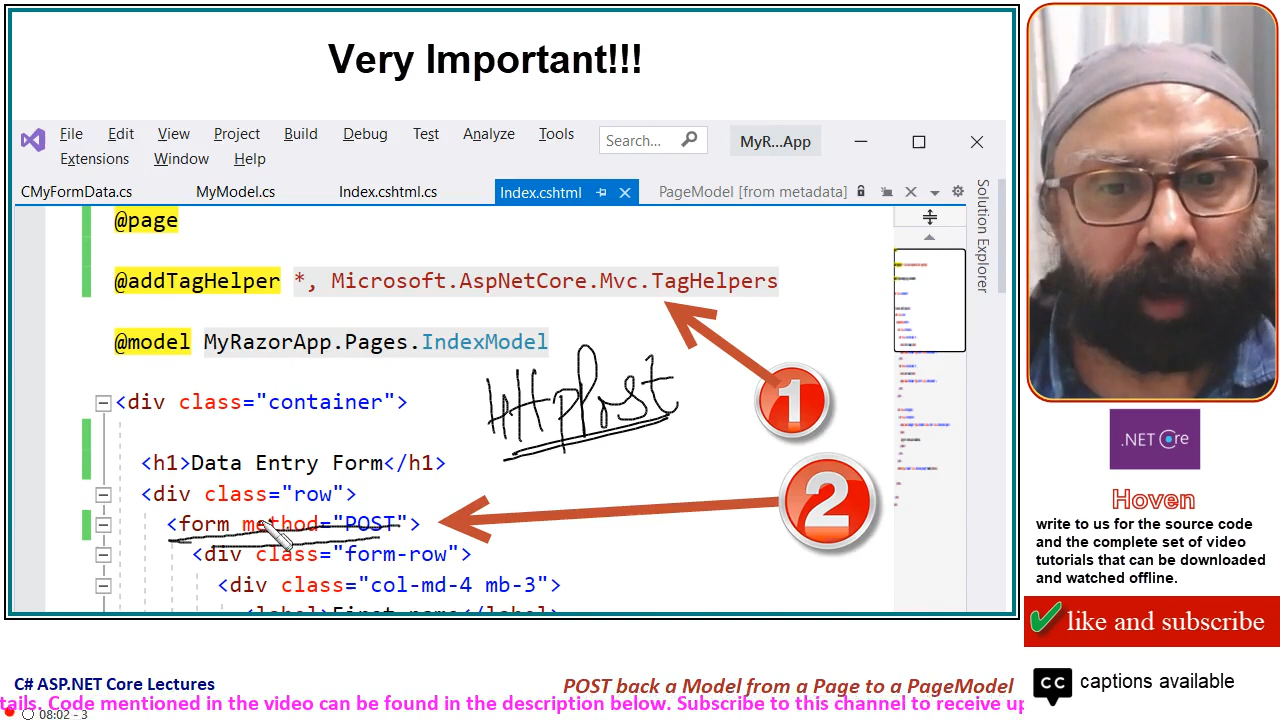 Very Important!!!
File Edit View Project Build Debug Test Analyze Tools
Search... MyR...App
Extensions Window Help
CMyFormData.cs MyModel.cs Index.cshtml.cs Index.cshtml PageModel [from metadata]
Solution Explorer
@page
@addTagHelper *, Microsoft.AspNetCore.Mvc.TagHelpers
@model MyRazorApp.Pages.IndexModel
HttpPost
1
<div class="container">
<h1>Data Entry Form</h1>
<div class="row">
2
<form method="POST">
<div class="form-row">
<div class="col-md-4 mb-3">
<label>First name</label>
.NET Core
Hoven
write to us for the source code
and the complete set of video
tutorials that can be downloaded
and watched offline.
like and subscribe
C# ASP.NET Core Lectures
POST back a Model from a Page to a PageModel
CC captions available
tails. Code mentioned in the video can be found in the description below. Subscribe to this channel to receive up
08:02 - 3